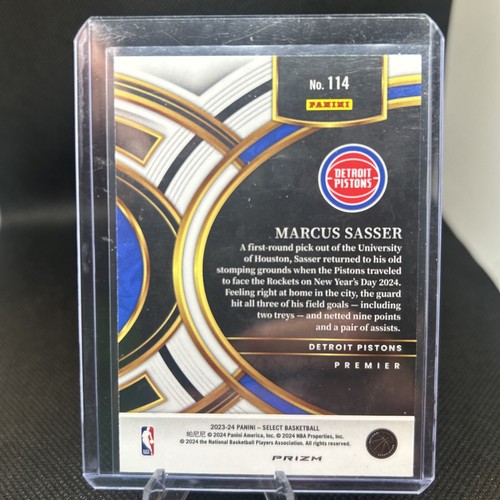 No. 114
PANINI
DETROIT
PISTONS
MARCUS SASSER
A first-round pick out of the University
of Houston, Sasser returned to his old
stomping grounds when the Pistons traveled
to face the Rockets on New Year's Day 2024.
Feeling right at home in the city, the guard
hit all three of his field goals — including
two treys — and netted nine points
and a pair of assists.
DETROIT PISTONS
PREMIER
2023-24 PANINI – SELECT BASKETBALL
帕尼尼 © 2024 Panini America, Inc. © 2024 NBA Properties, Inc.
© 2024 the National Basketball Players Association. All rights reserved.
PRIZM